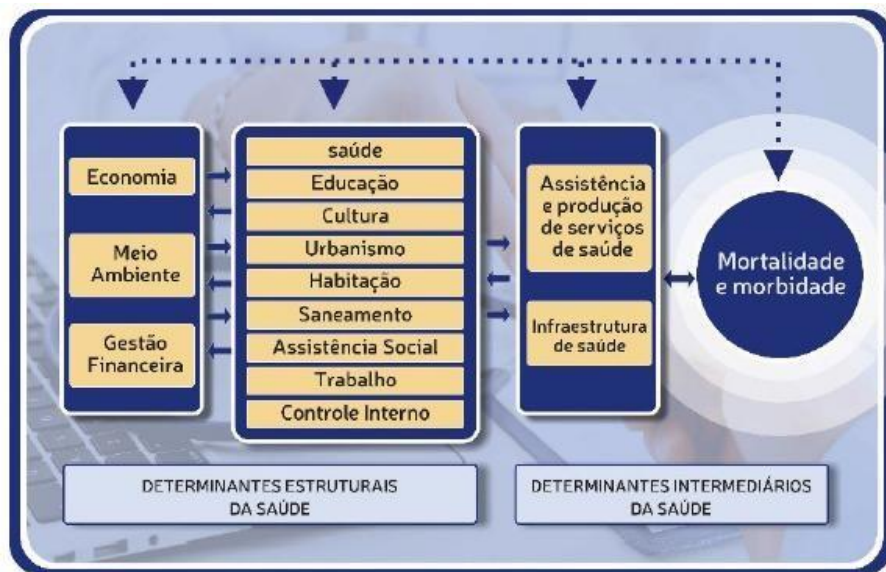 Economia
Meio
Ambiente
Gestão
Financeira
saúde
Educação
Cultura
Urbanismo
Habitação
Saneamento
Assistência Social
Trabalho
Controle Interno
Assistência
e produção
de serviços
de saúde
Infraestrutura
de saúde
Mortalidade
e morbidade
DETERMINANTES ESTRUTURAIS
DA SAÚDE
DETERMINANTES INTERMEDIÁRIOS
DA SAÚDE